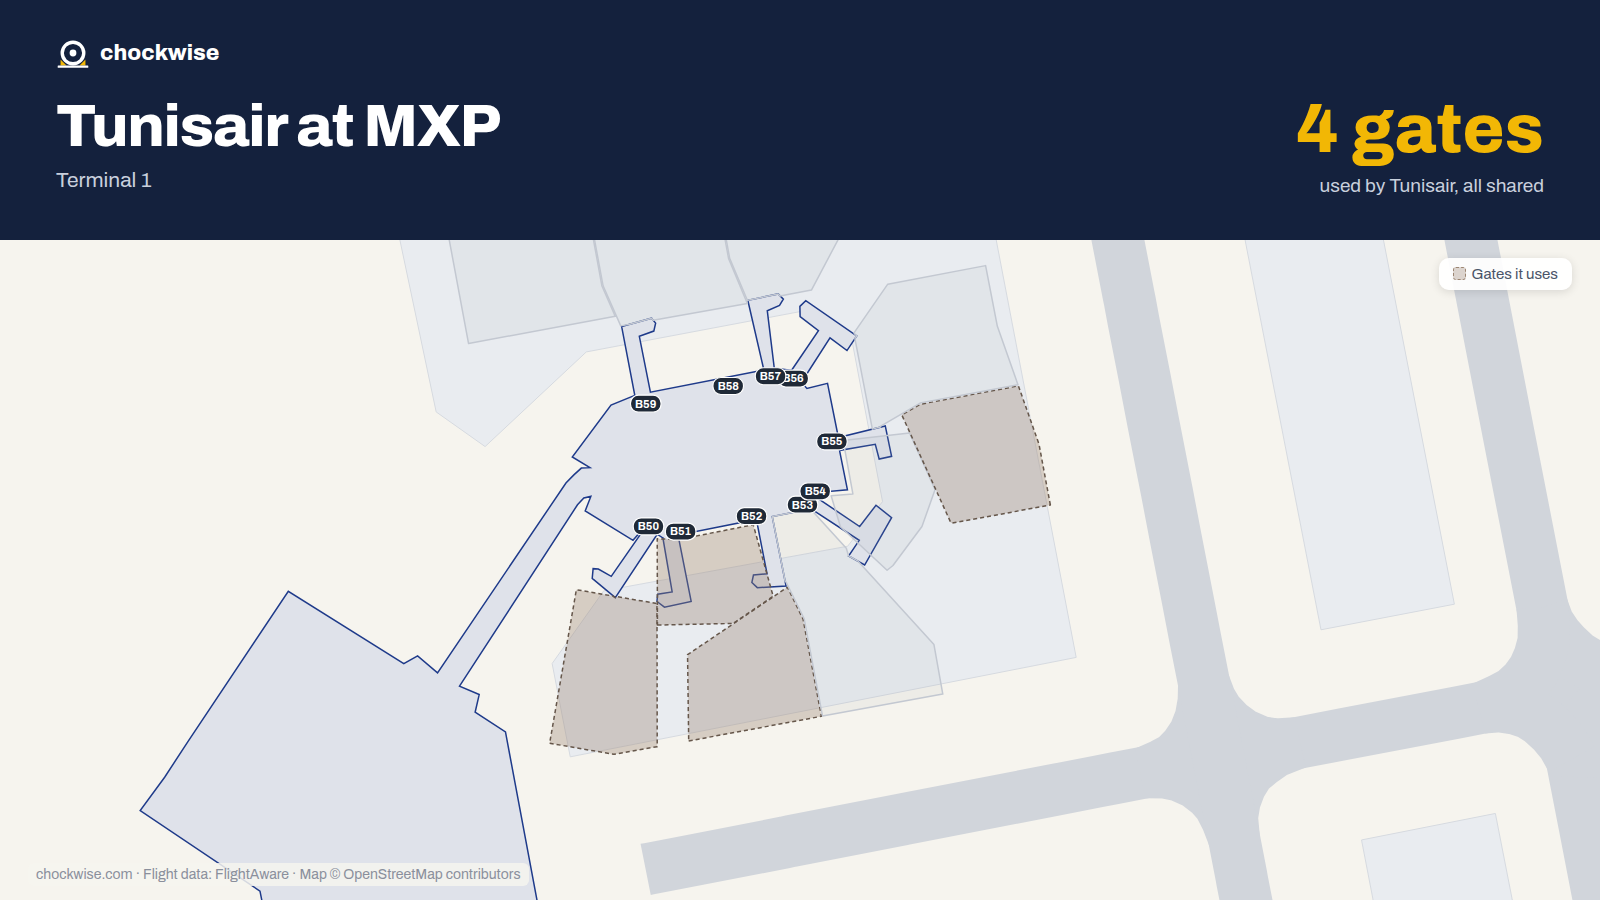 chockwise
Tunisair at MXP
Terminal 1
4 gates
used by Tunisair, all shared
Gates it uses
B57
B56
B58
B59
B55
B54
B53
B52
B50
B51
chockwise.com · Flight data: FlightAware · Map © OpenStreetMap contributors